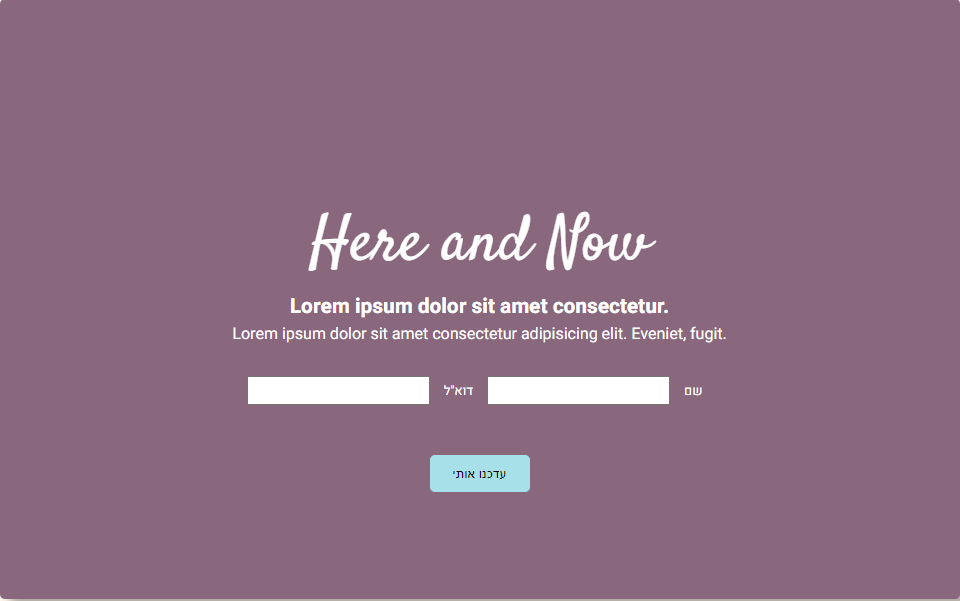 Here and Now
Lorem ipsum dolor sit amet consectetur.
Lorem ipsum dolor sit amet consectetur adipisicing elit. Eveniet, fugit.
שם דוא"ל
עדכנו אותי